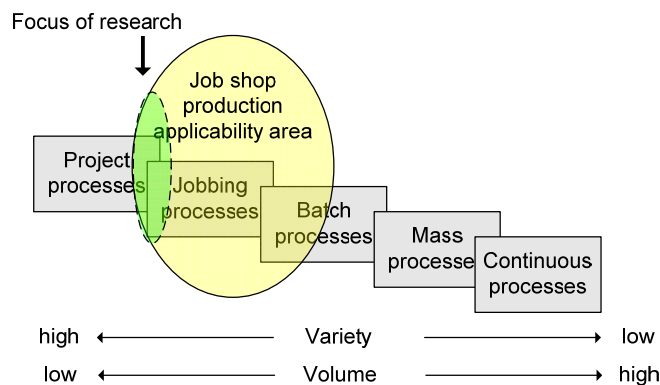 Focus of research
Job shop
production
applicability area
Project
processes
Jobbing
processes
Batch
processes
Mass
processe
Continuous
processes
high Variety low
low Volume high